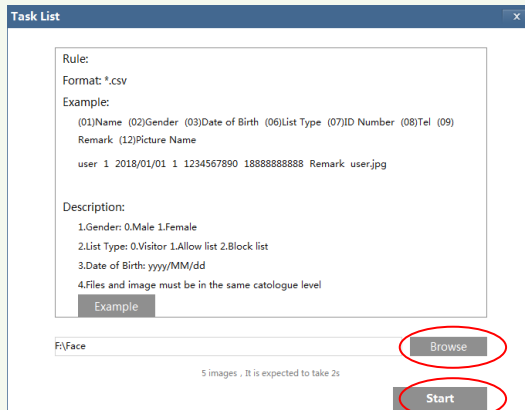 Task List
x
Rule:
Format: *.csv
Example:
(01)Name (02)Gender (03)Date of Birth (06)List Type (07)ID Number (08)Tel (09)
Remark (12)Picture Name
user 1 2018/01/01 1 1234567890 18888888888 Remark user.jpg
Description:
1.Gender: 0.Male 1.Female
2.List Type: 0.Visitor 1.Allow list 2.Block list
3.Date of Birth: yyyy/MM/dd
4.Files and image must be in the same catologue level
Example
F:\Face
Browse
5 images , It is expected to take 2s
Start